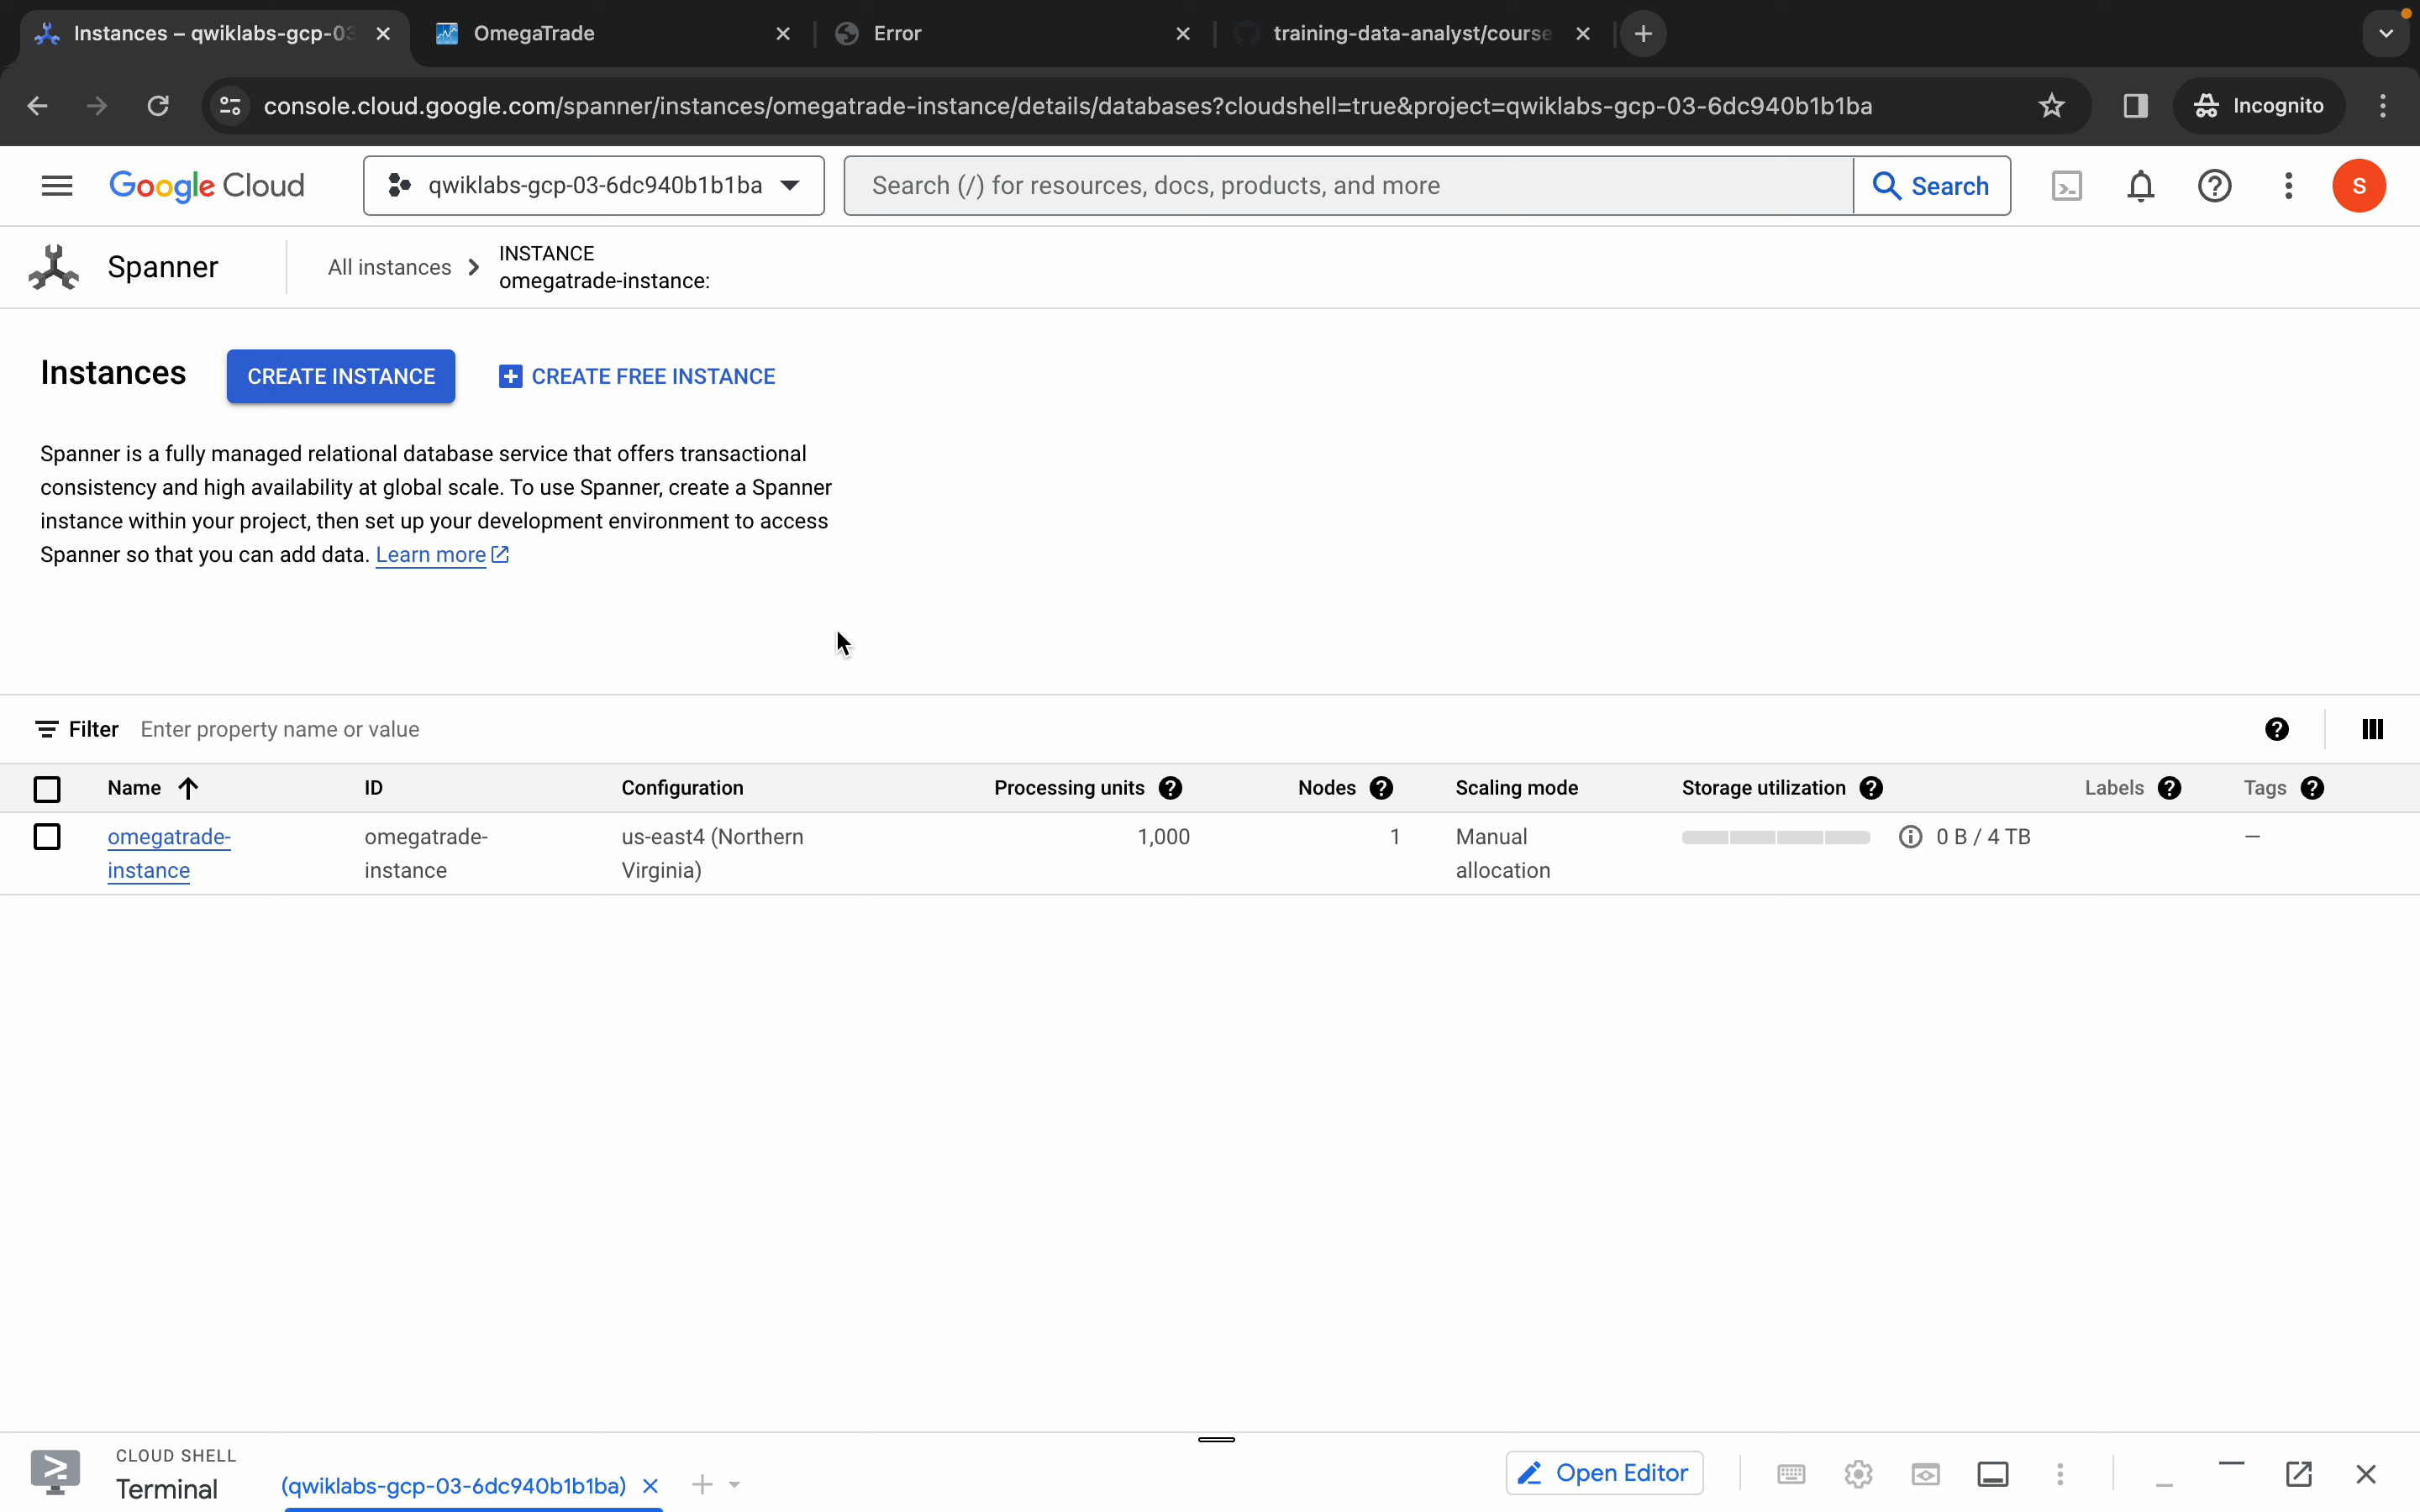 Instances – qwiklabs-gcp-03
OmegaTrade
Error
training-data-analyst/course
console.cloud.google.com/spanner/instances/omegatrade-instance/details/databases?cloudshell=true&project=qwiklabs-gcp-03-6dc940b1b1ba
Incognito
Google Cloud
qwiklabs-gcp-03-6dc940b1b1ba
Search (/) for resources, docs, products, and more
Search
S
Spanner
All instances
INSTANCE
omegatrade-instance:
Instances
CREATE INSTANCE
CREATE FREE INSTANCE
Spanner is a fully managed relational database service that offers transactional
consistency and high availability at global scale. To use Spanner, create a Spanner
instance within your project, then set up your development environment to access
Spanner so that you can add data. Learn more
Filter Enter property name or value
Name ID Configuration Processing units Nodes Scaling mode Storage utilization Labels Tags
omegatrade- omegatrade- us-east4 (Northern 1,000 1 Manual 0 B / 4 TB —
instance instance Virginia) allocation
CLOUD SHELL
Terminal
(qwiklabs-gcp-03-6dc940b1b1ba)
Open Editor